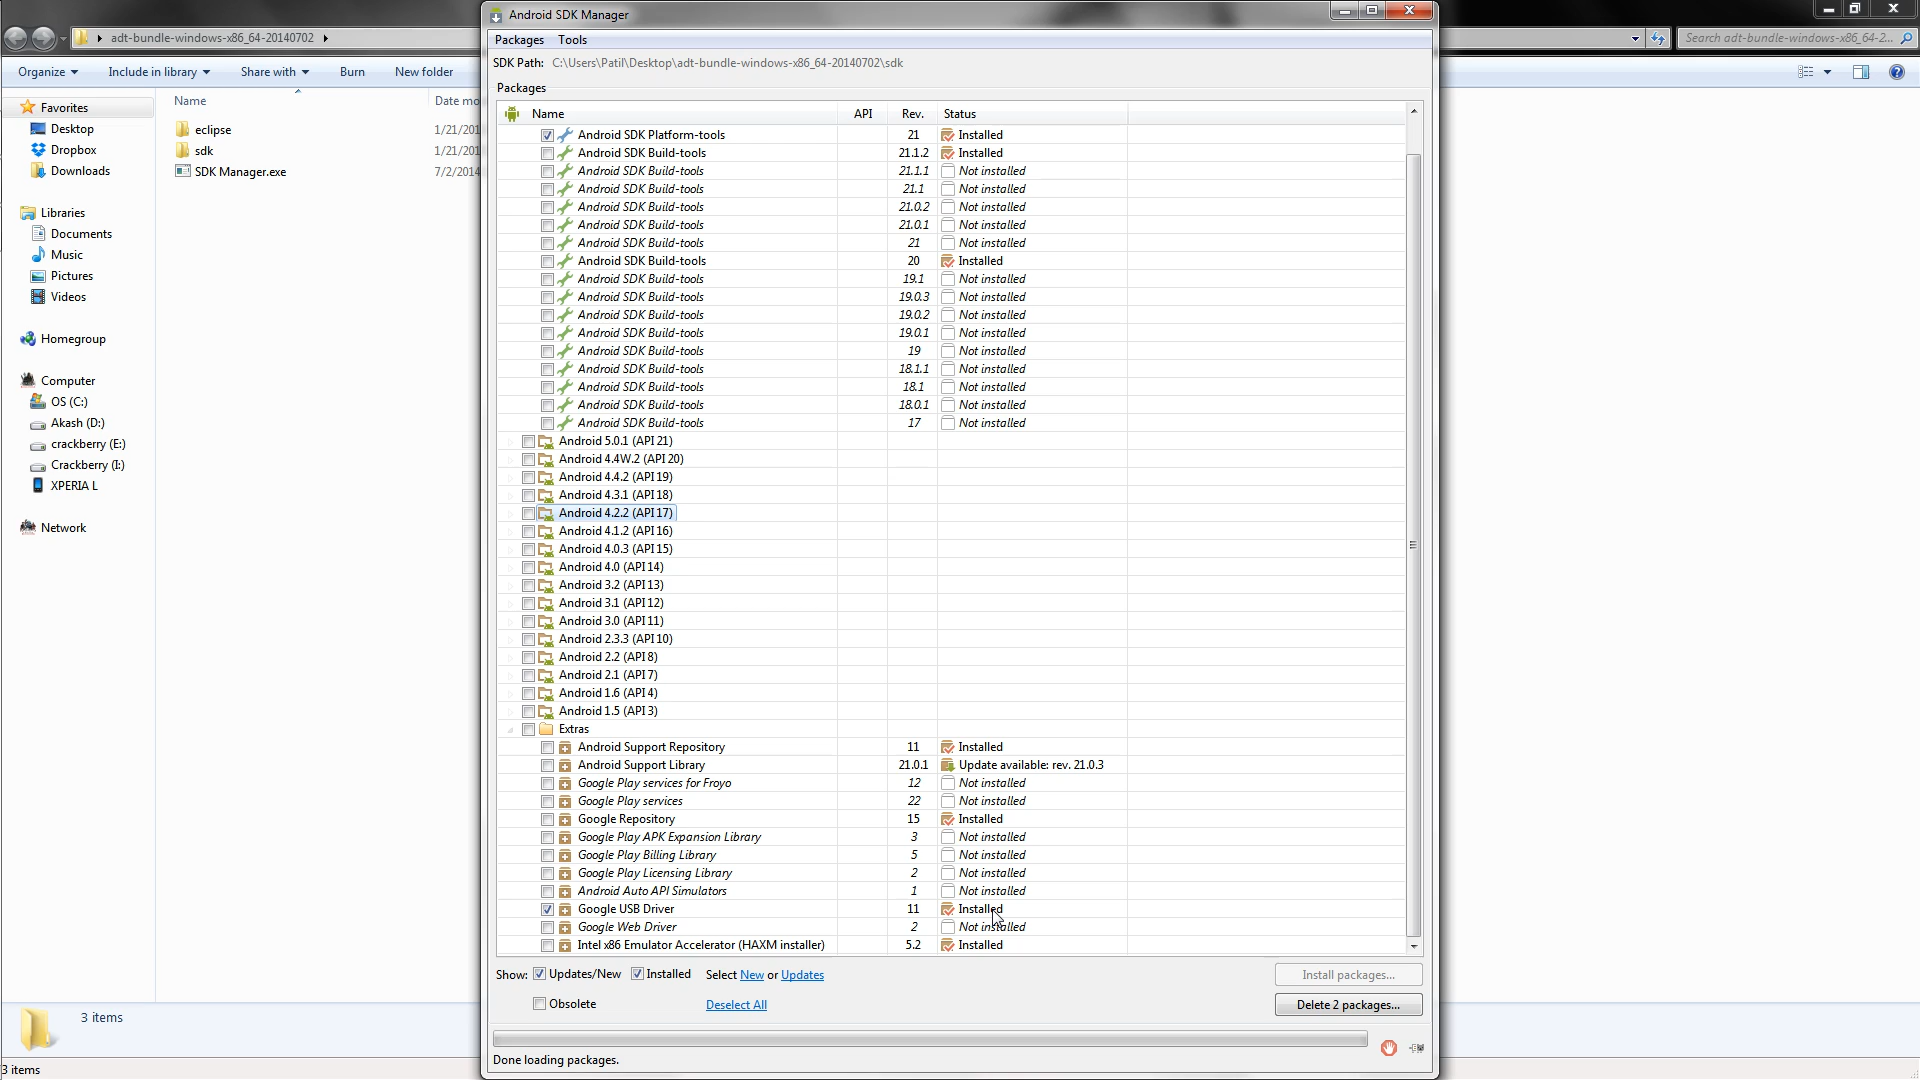 Android SDK Manager
adt-bundle-windows-x86_64-20140702
Search adt-bundle-windows-x86_64-2...
Packages Tools
SDK Path: C:\Users\Patil\Desktop\adt-bundle-windows-x86_64-20140702\sdk
Organize Include in library Share with Burn New folder
Packages
Name Date mo
Favorites
Desktop
Dropbox
Downloads
Libraries
Documents
Music
Pictures
Videos
Homegroup
Computer
OS (C:)
Akash (D:)
crackberry (E:)
Crackberry (I:)
XPERIA L
Network
eclipse 1/21/201
sdk 1/21/201
SDK Manager.exe 7/2/2014
Name API Rev. Status
Android SDK Platform-tools 21 Installed
Android SDK Build-tools 21.1.2 Installed
Android SDK Build-tools 21.1.1 Not installed
Android SDK Build-tools 21.1 Not installed
Android SDK Build-tools 21.0.2 Not installed
Android SDK Build-tools 21.0.1 Not installed
Android SDK Build-tools 21 Not installed
Android SDK Build-tools 20 Installed
Android SDK Build-tools 19.1 Not installed
Android SDK Build-tools 19.0.3 Not installed
Android SDK Build-tools 19.0.2 Not installed
Android SDK Build-tools 19.0.1 Not installed
Android SDK Build-tools 19 Not installed
Android SDK Build-tools 18.1.1 Not installed
Android SDK Build-tools 18.1 Not installed
Android SDK Build-tools 18.0.1 Not installed
Android SDK Build-tools 17 Not installed
Android 5.0.1 (API 21)
Android 4.4W.2 (API 20)
Android 4.4.2 (API 19)
Android 4.3.1 (API 18)
Android 4.2.2 (API 17)
Android 4.1.2 (API 16)
Android 4.0.3 (API 15)
Android 4.0 (API 14)
Android 3.2 (API 13)
Android 3.1 (API 12)
Android 3.0 (API 11)
Android 2.3.3 (API 10)
Android 2.2 (API 8)
Android 2.1 (API 7)
Android 1.6 (API 4)
Android 1.5 (API 3)
Extras
Android Support Repository 11 Installed
Android Support Library 21.0.1 Update available: rev. 21.0.3
Google Play services for Froyo 12 Not installed
Google Play services 22 Not installed
Google Repository 15 Installed
Google Play APK Expansion Library 3 Not installed
Google Play Billing Library 5 Not installed
Google Play Licensing Library 2 Not installed
Android Auto API Simulators 1 Not installed
Google USB Driver 11 Installed
Google Web Driver 2 Not installed
Intel x86 Emulator Accelerator (HAXM installer) 5.2 Installed
Show: Updates/New Installed Select New or Updates Install packages...
Obsolete Deselect All Delete 2 packages...
Done loading packages.
3 items
3 items